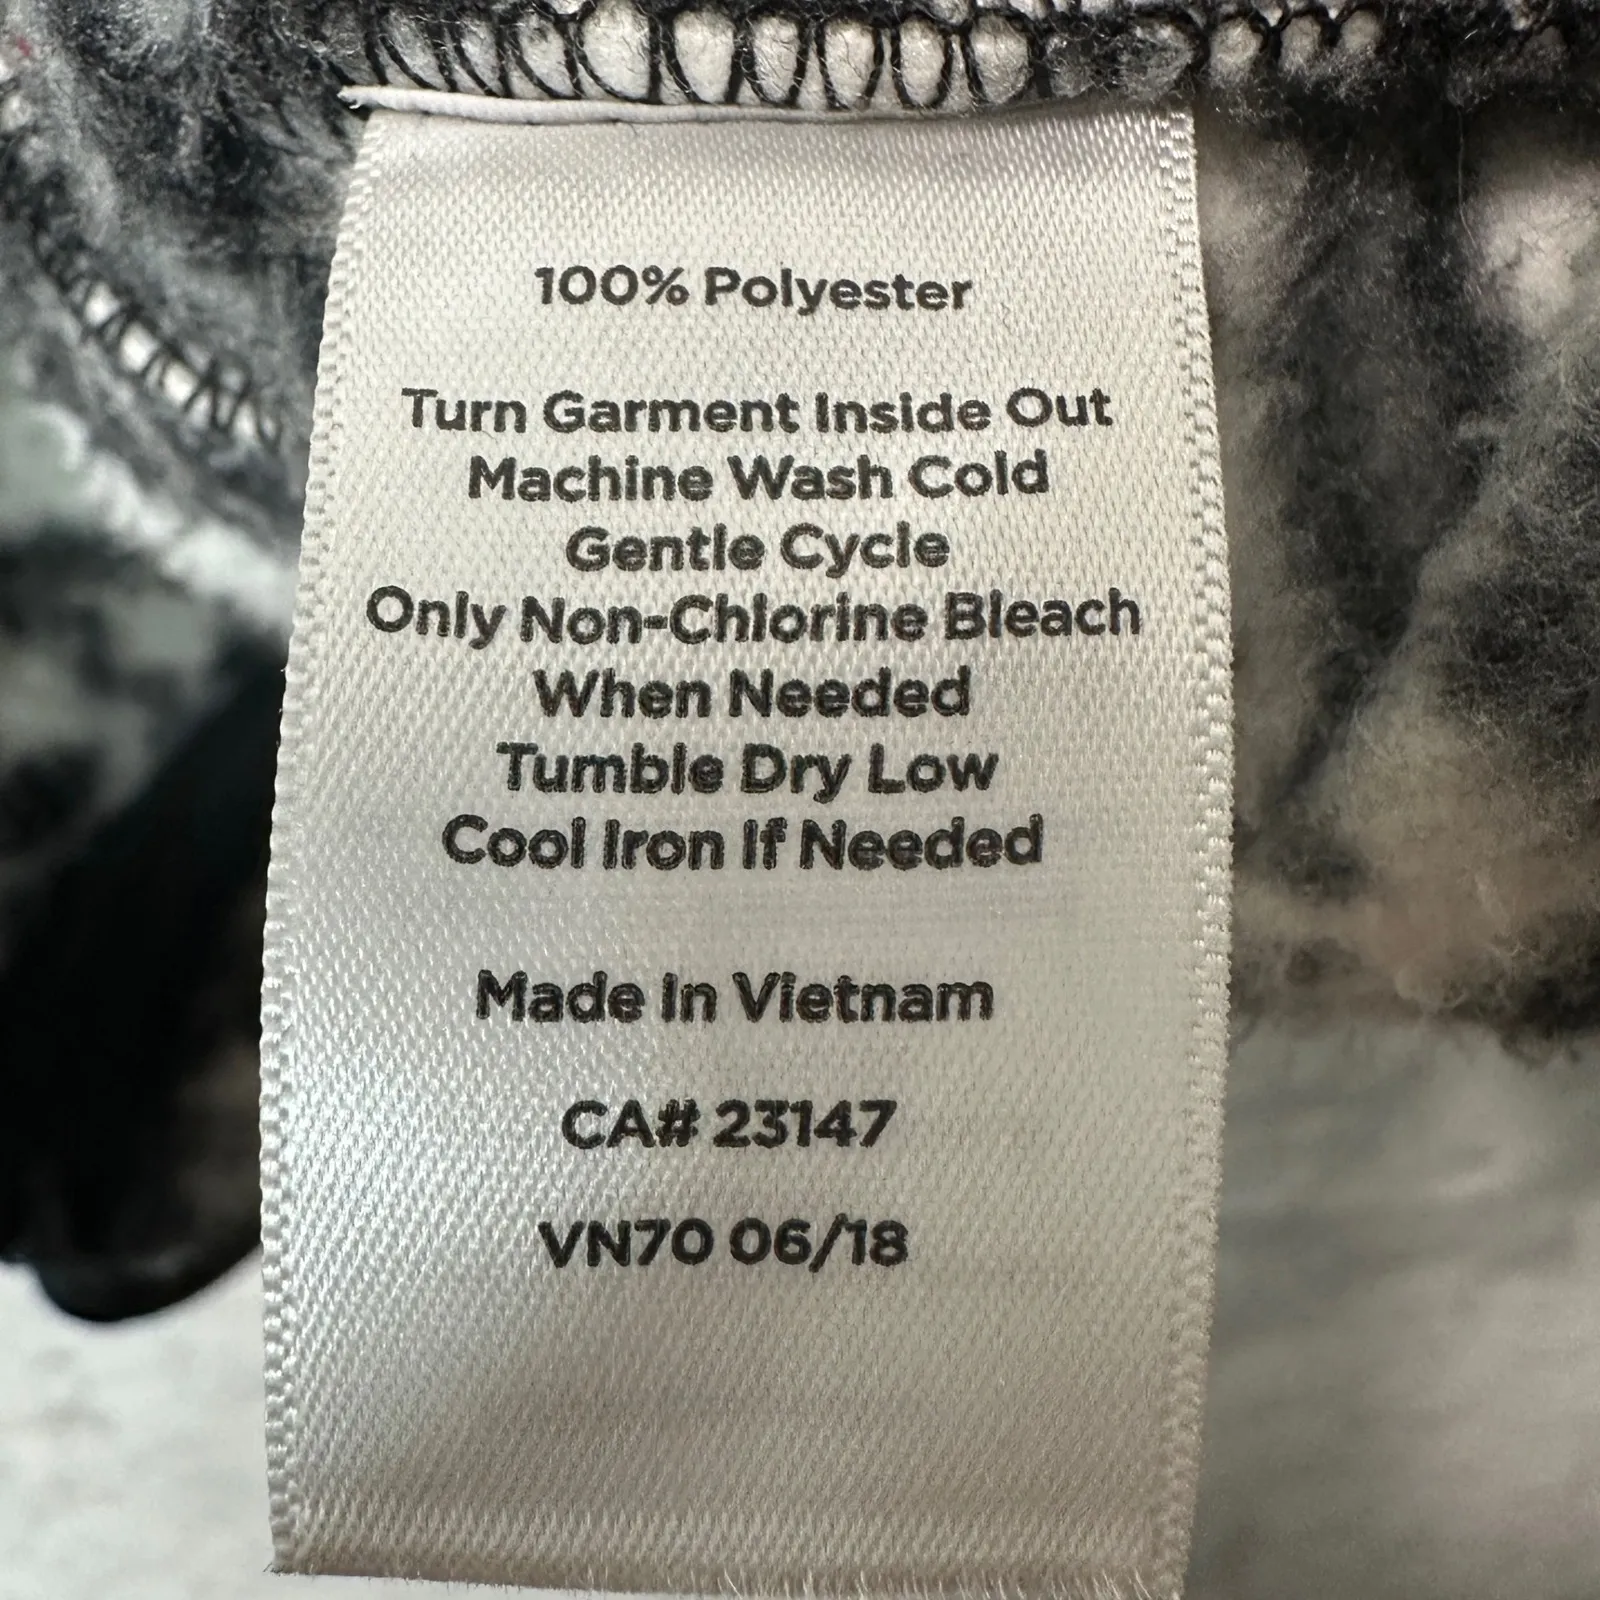 100% Polyester
Turn Garment Inside Out
Machine Wash Cold
Gentle Cycle
Only Non-Chlorine Bleach
When Needed
Tumble Dry Low
Cool Iron If Needed
Made In Vietnam
CA# 23147
VN70 06/18